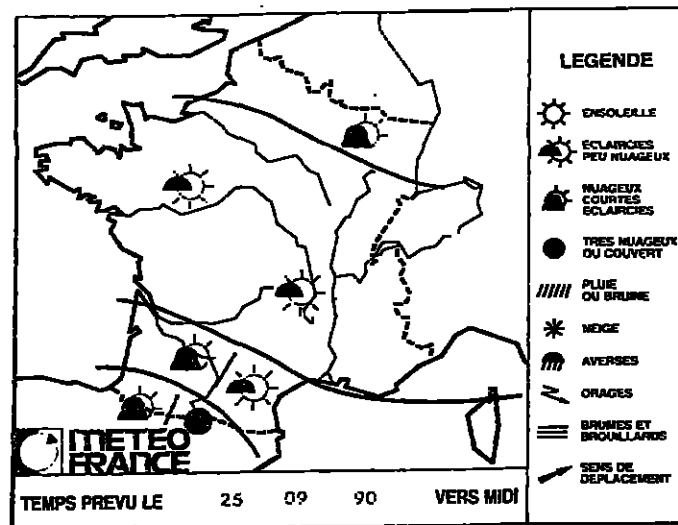 LEGENDE
ENSOLEILLE
ECLAIRCIES
PEU NUAGEUX
NUAGEUX
COURTES
ECLAIRCIES
TRES NUAGEUX
OU COUVERT
PLUIE
OU BRUINE
NEIGE
AVERSES
ORAGES
BRUMES ET
BROUILLARDS
SENS DE
DEPLACEMENT
METEO
FRANCE
TEMPS PREVU LE 25 09 90 VERS MIDI